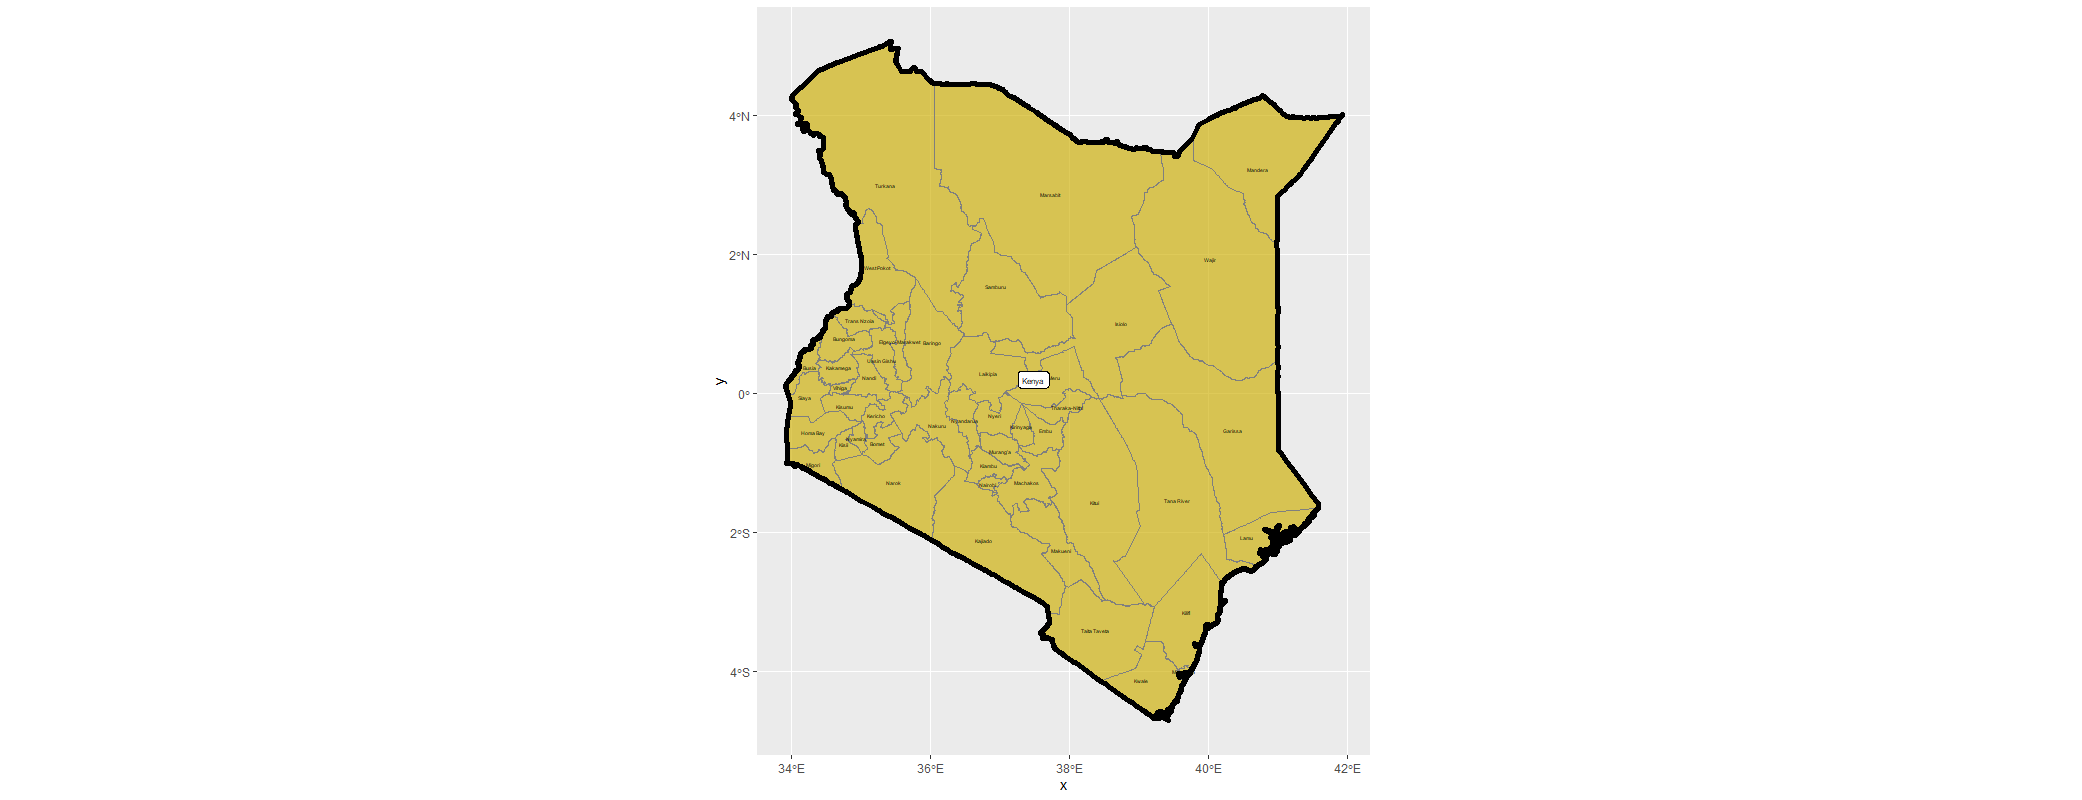 4°N
2°N
0°
2°S
4°S
y
34°E
36°E
38°E
40°E
42°E
x
Mandera
Turkana
Marsabit
Wajir
West Pokot
Samburu
Trans Nzoia
Isiolo
Bungoma
Elgeyo-Marakwet
Baringo
Uasin Gishu
Busia
Kakamega
Laikipia
Nandi
Kenya
Vihiga
Siaya
Kisumu
Tharaka-Nithi
Kericho
Nyeri
Nyandarua
Nakuru
Kirinyaga
Embu
Garissa
Homa Bay
Nyamira
Kisii
Bomet
Murang'a
Kiambu
Narok
Nairobi
Machakos
Kitui
Tana River
Lamu
Kajiado
Makueni
Kilifi
Taita Taveta
Kwale